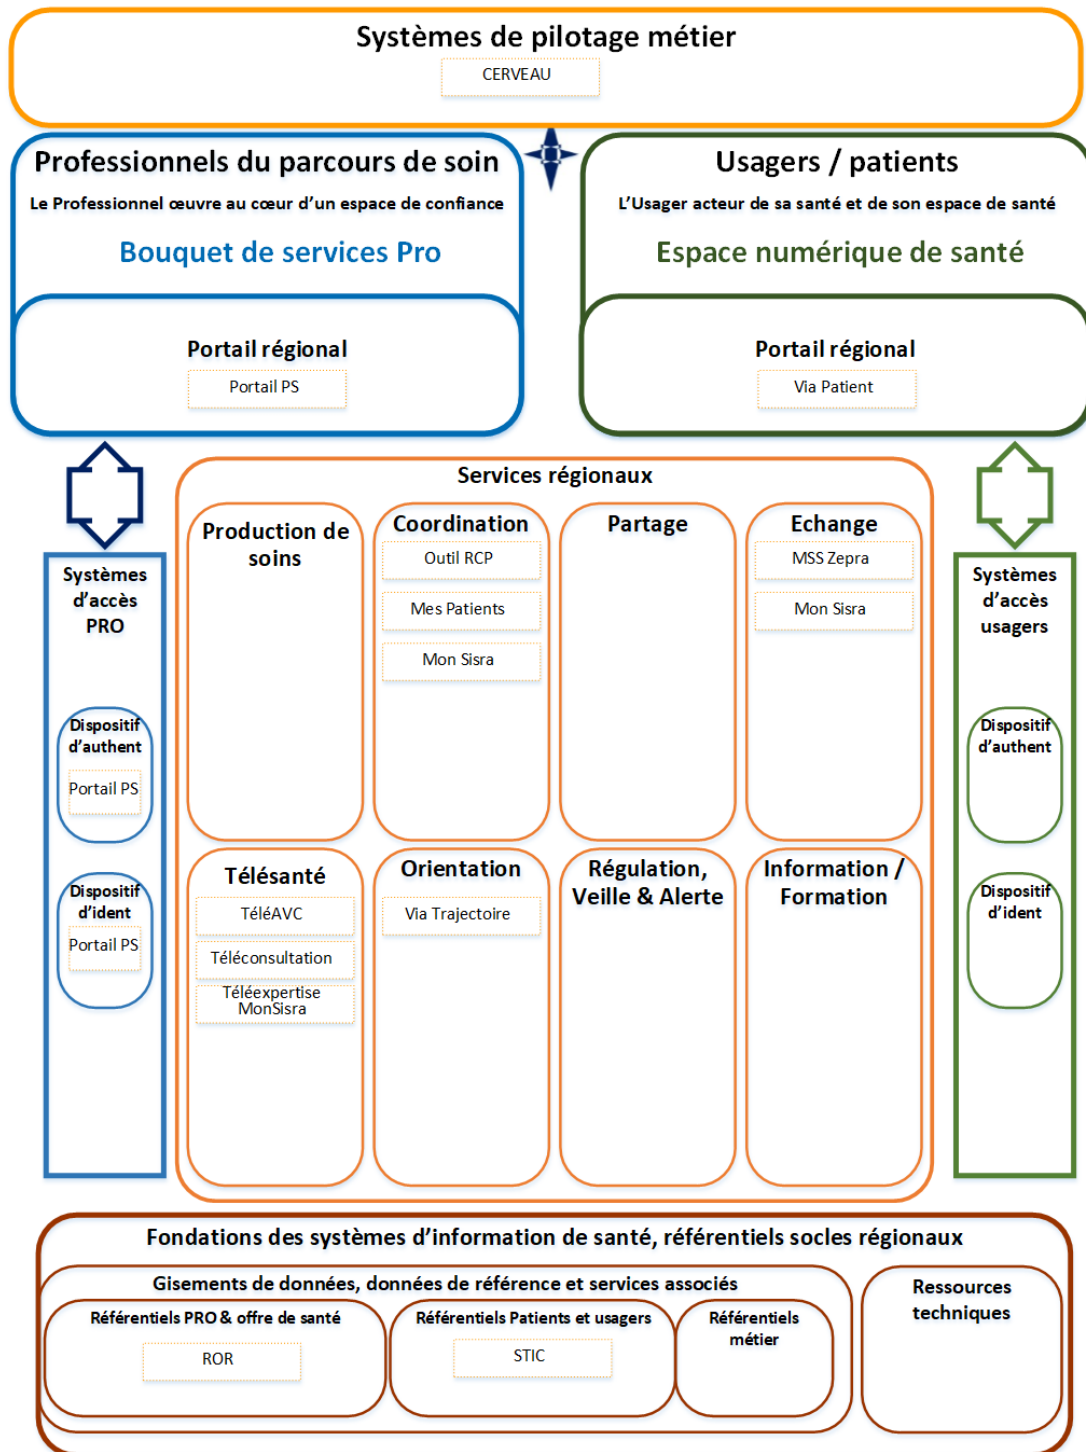 Systèmes de pilotage métier
CERVEAU
Professionnels du parcours de soin
Le Professionnel œuvre au cœur d’un espace de confiance
Bouquet de services Pro
Portail régional
Portail PS
Usagers / patients
L’Usager acteur de sa santé et de son espace de santé
Espace numérique de santé
Portail régional
Via Patient
Systèmes
d’accès
PRO
Dispositif
d’authent
Portail PS
Dispositif
d’ident
Portail PS
Services régionaux
Production de
soins
Coordination
Outil RCP
Mes Patients
Mon Sisra
Partage
Echange
MSS Zepra
Mon Sisra
Télésanté
TéléAVC
Téléconsultation
Téléexpertise
MonSisra
Orientation
Via Trajectoire
Régulation,
Veille & Alerte
Information /
Formation
Systèmes
d’accès
usagers
Dispositif
d’authent
Dispositif
d’ident
Fondations des systèmes d’information de santé, référentiels socles régionaux
Gisements de données, données de référence et services associés
Référentiels PRO & offre de santé
ROR
Référentiels Patients et usagers
STIC
Référentiels
métier
Ressources
techniques